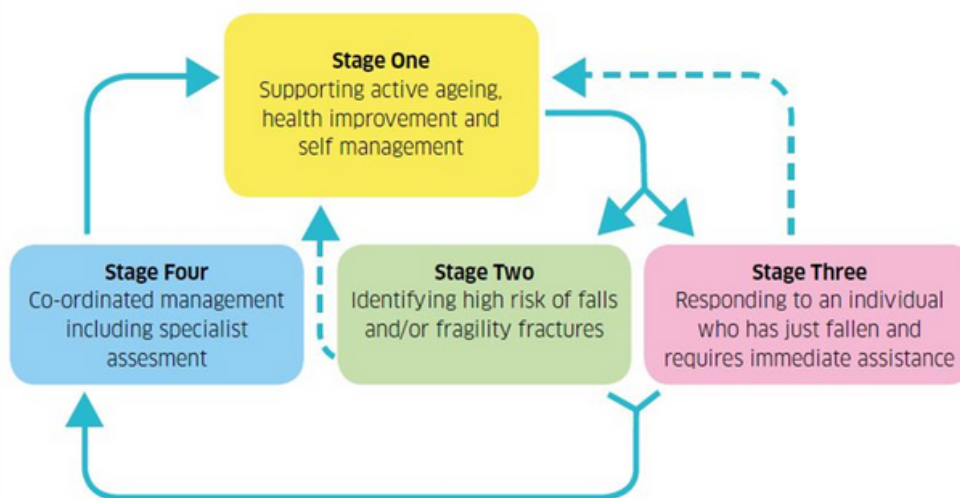 Stage One
Supporting active ageing,
health improvement and
self management
Stage Four
Co-ordinated management
including specialist
assesment
Stage Two
Identifying high risk of falls
and/or fragility fractures
Stage Three
Responding to an individual
who has just fallen and
requires immediate assistance